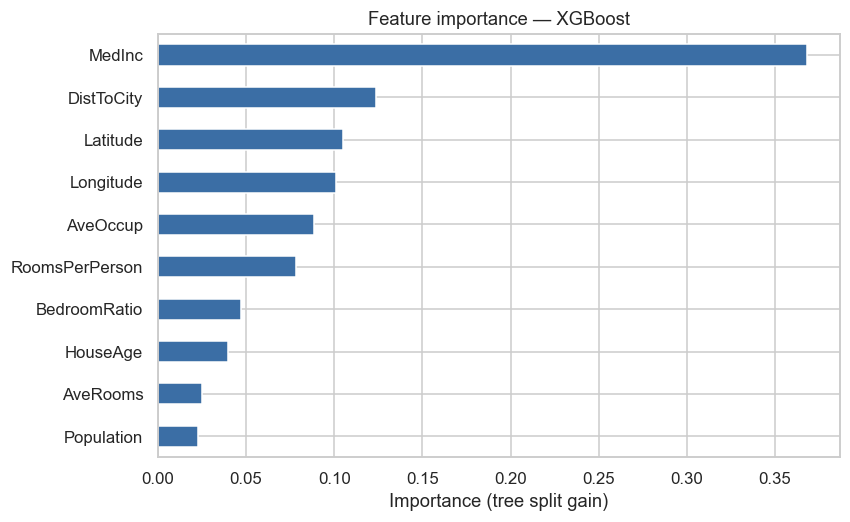 Feature importance — XGBoost
MedInc
DistToCity
Latitude
Longitude
AveOccup
RoomsPerPerson
BedroomRatio
HouseAge
AveRooms
Population
0.00 0.05 0.10 0.15 0.20 0.25 0.30 0.35
Importance (tree split gain)